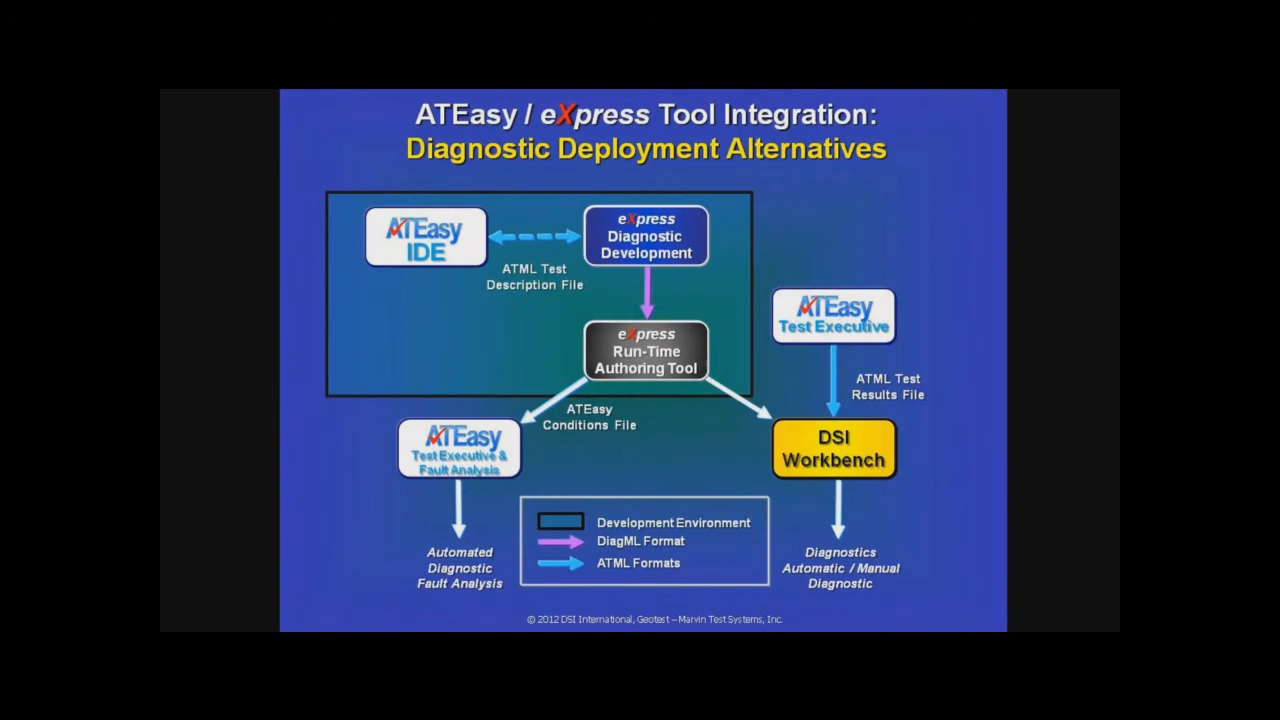 ATEasy / eXpress Tool Integration:
Diagnostic Deployment Alternatives
ATEasy
IDE
eXpress
Diagnostic
Development
ATML Test
Description File
eXpress
Run-Time
Authoring Tool
ATEasy
Test Executive
ATML Test
Results File
ATEasy
Conditions File
ATEasy
Test Executive &
Fault Analysis
DSI
Workbench
Development Environment
DiagML Format
ATML Formats
Automated
Diagnostic
Fault Analysis
Diagnostics
Automatic / Manual
Diagnostic
© 2012 DSI International, Geotest – Marvin Test Systems, Inc.